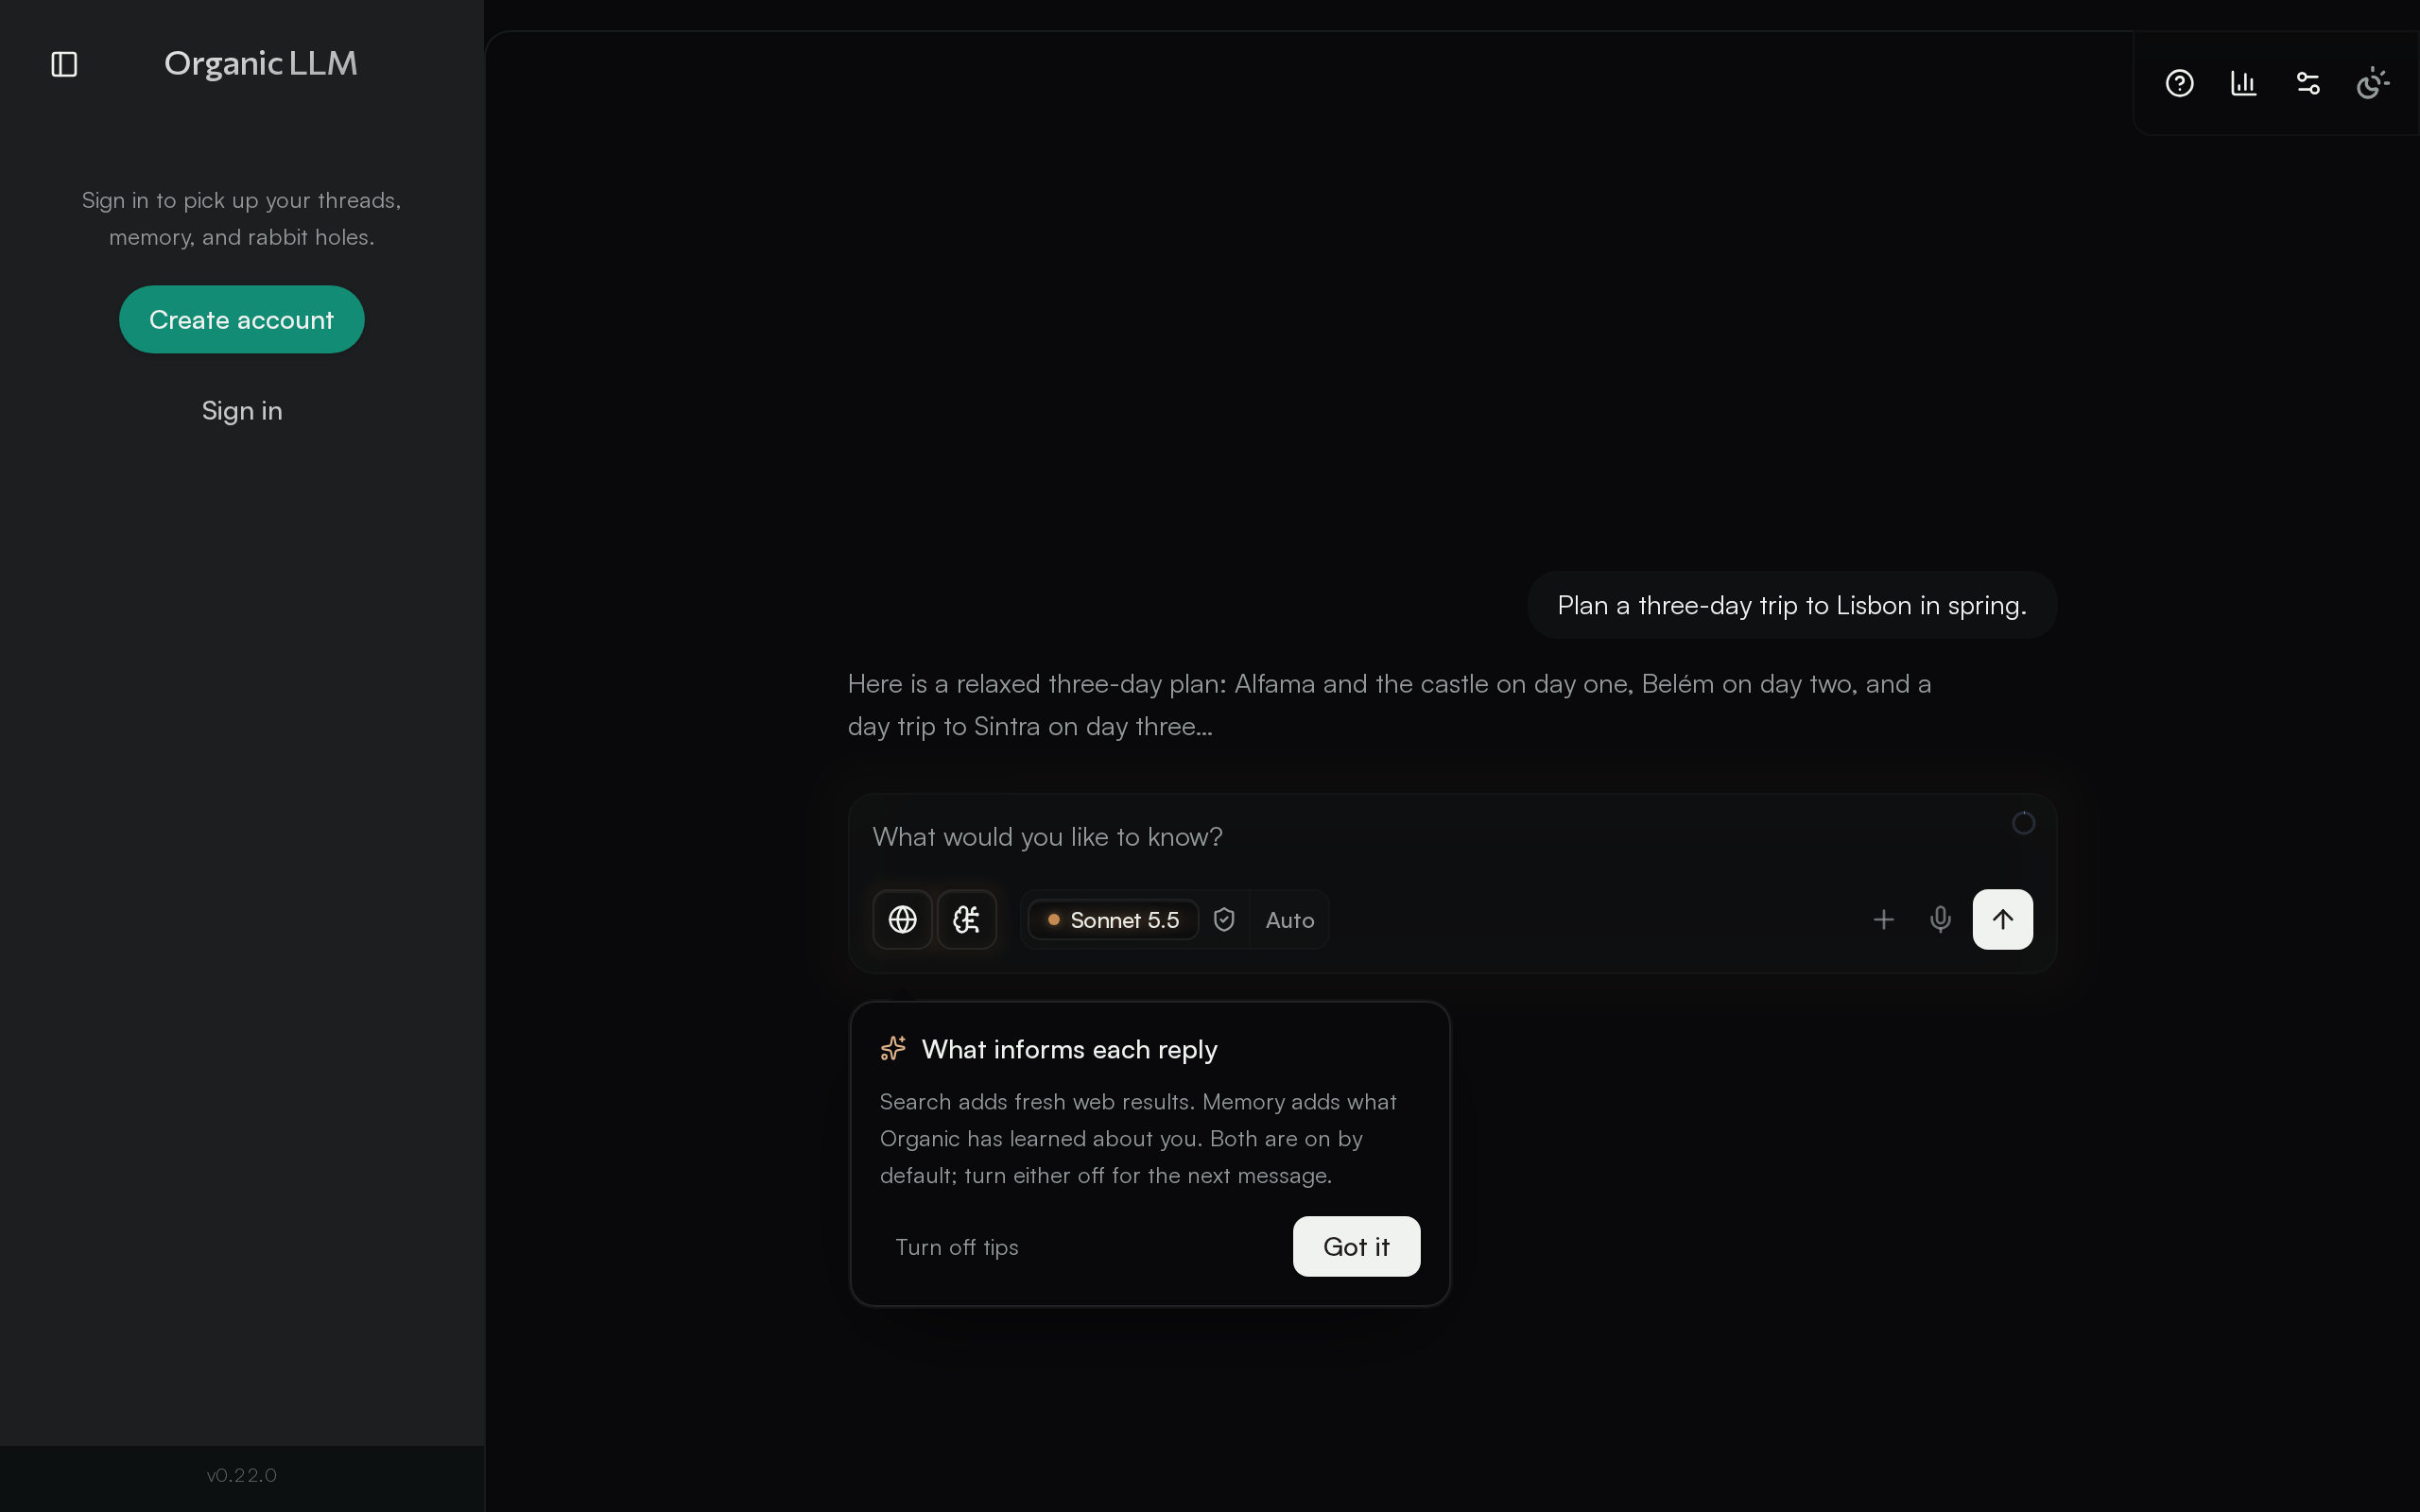 Organic LLM
Sign in to pick up your threads,
memory, and rabbit holes.
Create account
Sign in
v0.22.0
Plan a three-day trip to Lisbon in spring.
Here is a relaxed three-day plan: Alfama and the castle on day one, Belém on day two, and a
day trip to Sintra on day three…
What would you like to know?
Sonnet 5.5
Auto
What informs each reply
Search adds fresh web results. Memory adds what
Organic has learned about you. Both are on by
default; turn either off for the next message.
Turn off tips
Got it